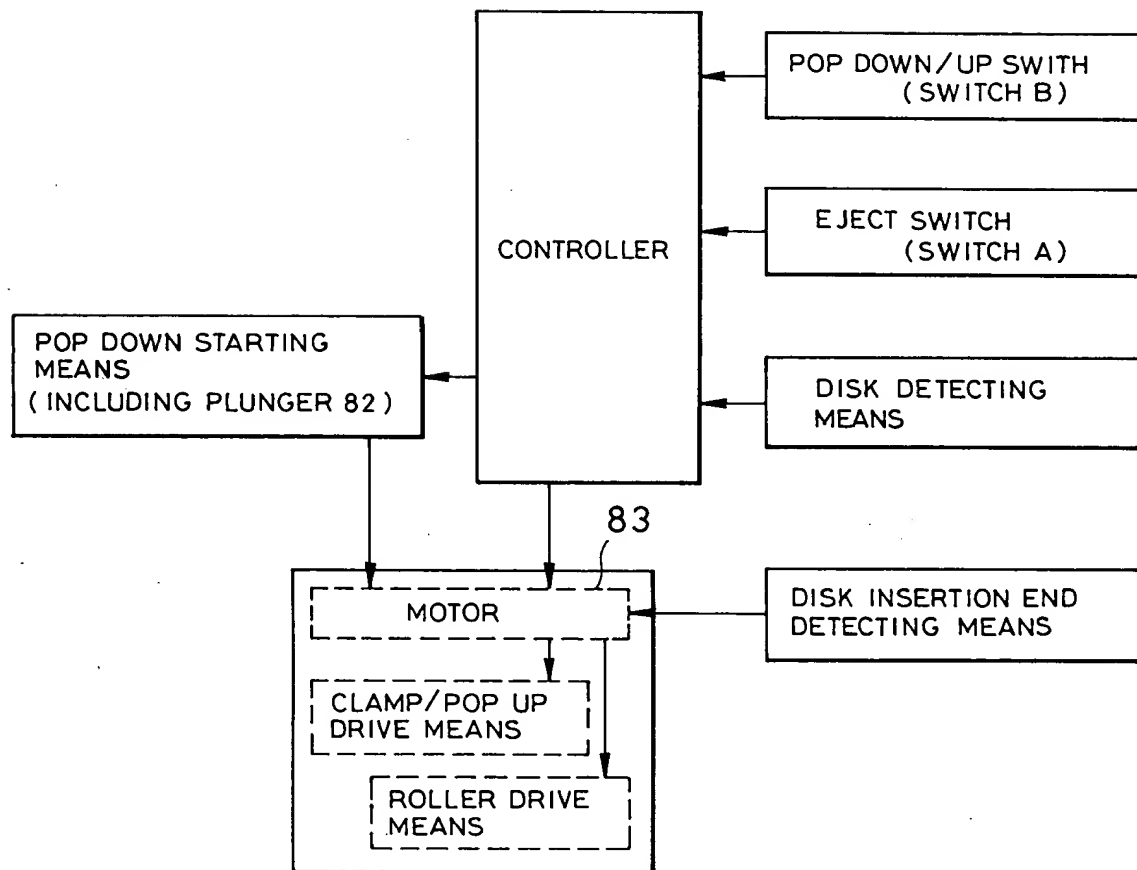 POP DOWN/UP SWITH
(SWITCH B)
EJECT SWITCH
(SWITCH A)
CONTROLLER
POP DOWN STARTING
MEANS
(INCLUDING PLUNGER 82)
DISK DETECTING
MEANS
83
MOTOR
DISK INSERTION END
DETECTING MEANS
CLAMP/POP UP
DRIVE MEANS
ROLLER DRIVE
MEANS